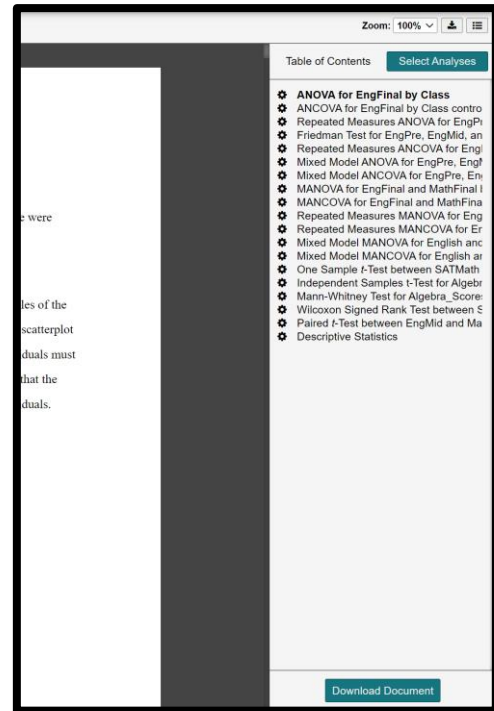 Zoom: 100%
Table of Contents Select Analyses
ANOVA for EngFinal by Class
ANCOVA for EngFinal by Class contro
Repeated Measures ANOVA for EngPr
Friedman Test for EngPre, EngMid, an
Repeated Measures ANCOVA for Engl
Mixed Model ANOVA for EngPre, EngM
Mixed Model ANCOVA for EngPre, En
MANOVA for EngFinal and MathFinal
MANCOVA for EngFinal and MathFina
Repeated Measures MANOVA for Eng
Repeated Measures MANCOVA for Er
Mixed Model MANOVA for English and
Mixed Model MANCOVA for English ar
One Sample t-Test between SATMath
Independent Samples t-Test for Algebr
Mann-Whitney Test for Algebra_Score
Wilcoxon Signed Rank Test between S
Paired t-Test between EngMid and Ma
Descriptive Statistics
e were
les of the
scatterplot
duals must
that the
duals.
Download Document